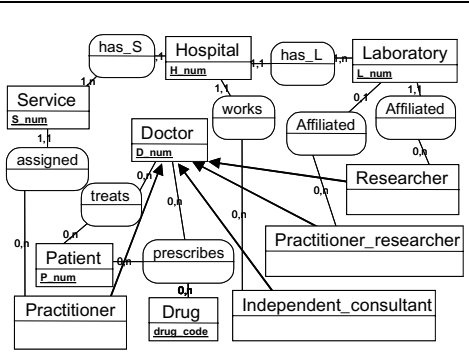 has_S
Hospital
H_num
has_L
Laboratory
L_num
,1
1,1
1,n
1,n
1,1
0,1
1,1
Service
S_num
works
Affiliated
Affiliated
1,1
Doctor
D_num
assigned
0,n
Researcher
treats
0,n
0,n
0,n
0,n
0,n
0,n
Practitioner_researcher
Patient
P_num
0,n
prescribes
0,n
Practitioner
Drug
drug_code
Independent_consultant